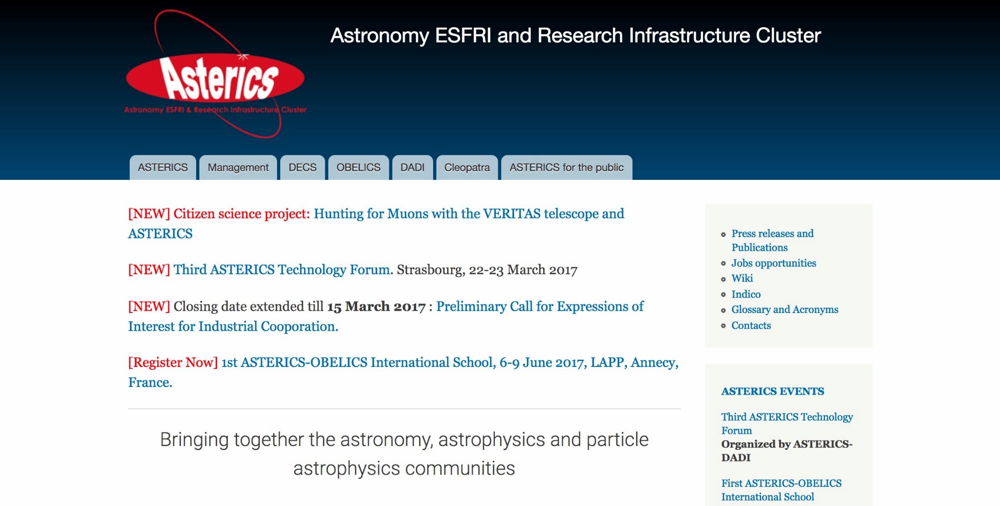 Astronomy ESFRI and Research Infrastructure Cluster
Asterics
Astronomy ESFRI & Research Infrastructure Cluster
ASTERICS
Management
DECS
OBELICS
DADI
Cleopatra
ASTERICS for the public
[NEW] Citizen science project: Hunting for Muons with the VERITAS telescope and
ASTERICS
[NEW] Third ASTERICS Technology Forum. Strasbourg, 22-23 March 2017
[NEW] Closing date extended till 15 March 2017 : Preliminary Call for Expressions of
Interest for Industrial Cooporation.
[Register Now] 1st ASTERICS-OBELICS International School, 6-9 June 2017, LAPP, Annecy,
France.
Bringing together the astronomy, astrophysics and particle
astrophysics communities
Press releases and
Publications
Jobs opportunities
Wiki
Indico
Glossary and Acronyms
Contacts
ASTERICS EVENTS
Third ASTERICS Technology
Forum
Organized by ASTERICS-
DADI
First ASTERICS-OBELICS
International School